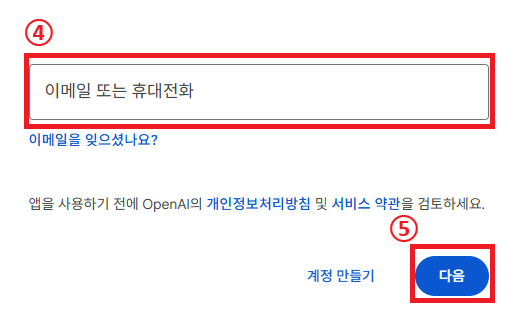 ④
이메일 또는 휴대전화
이메일을 잊으셨나요?
앱을 사용하기 전에 OpenAI의 개인정보처리방침 및 서비스 약관을 검토하세요.
⑤
계정 만들기 다음